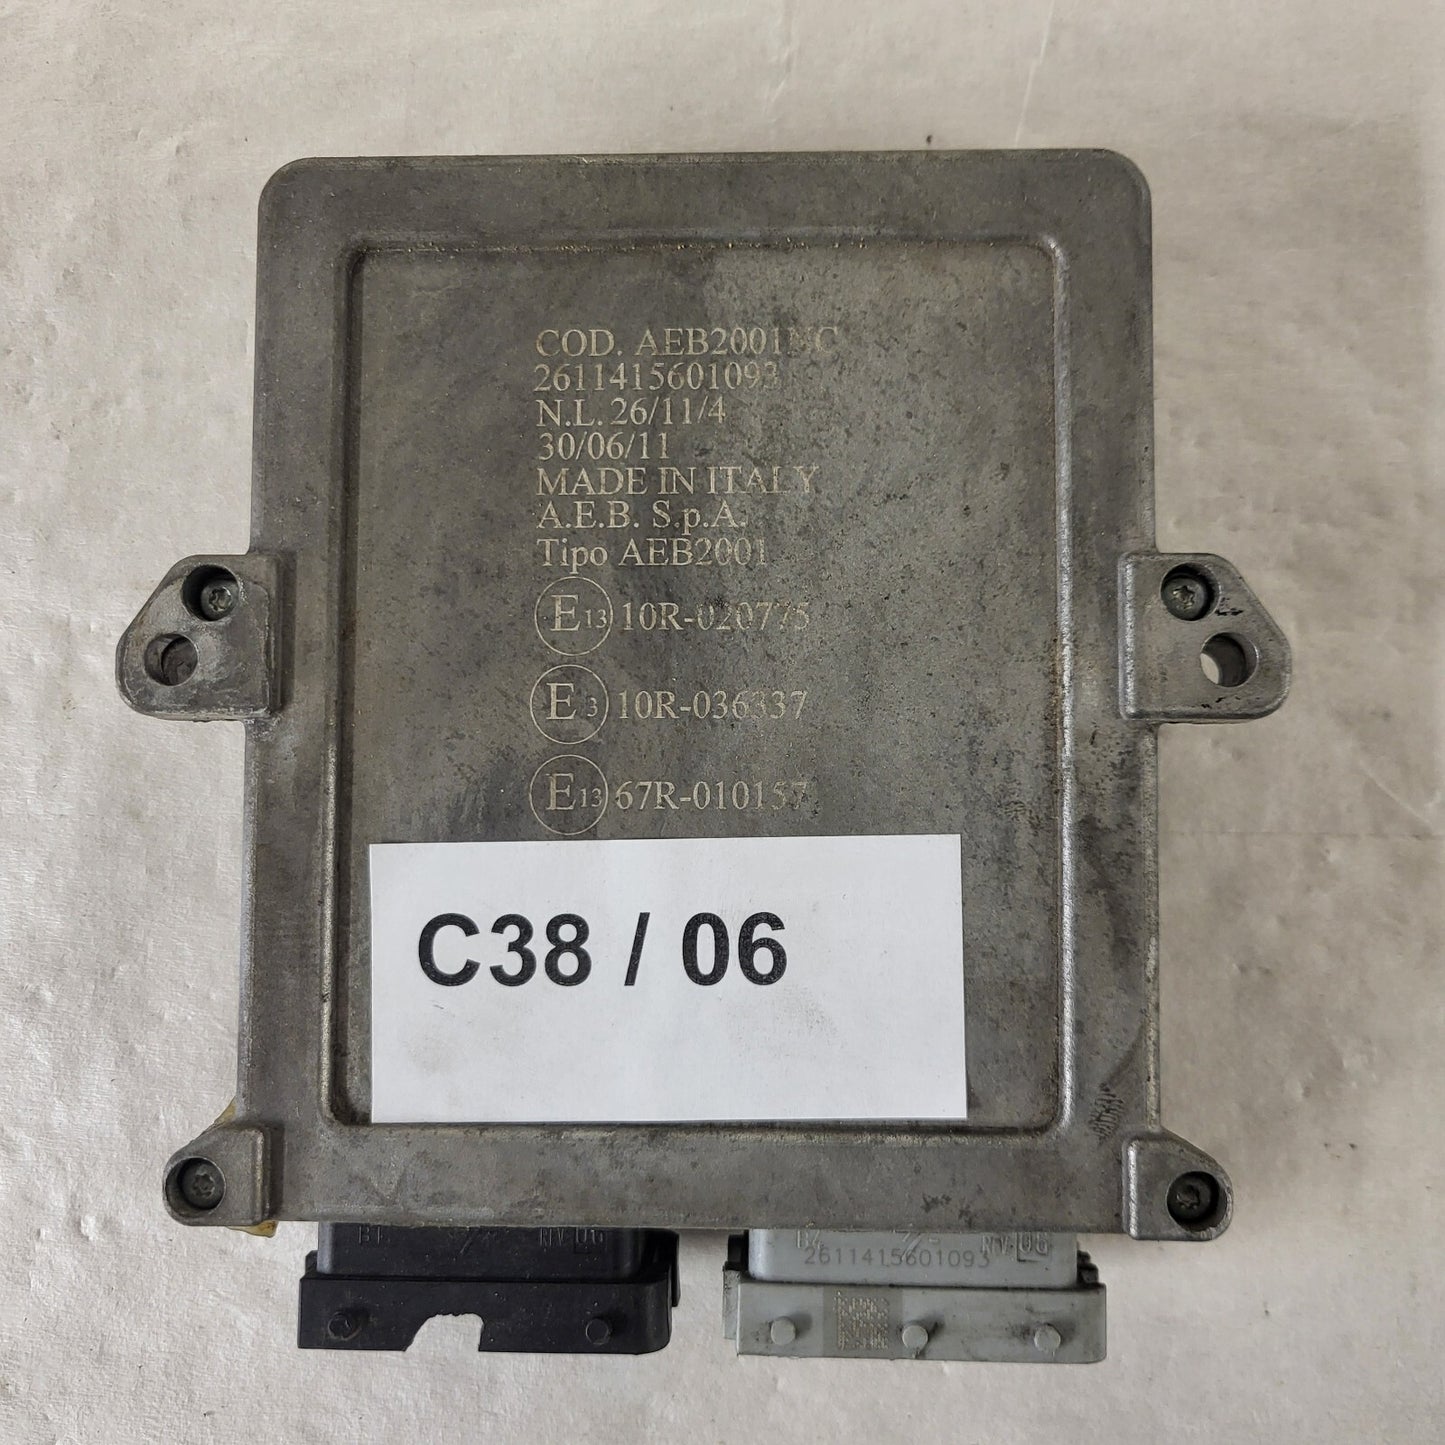 COD. AEB2001NC
2611415601093
N.L. 26/11/4
30/06/11
MADE IN ITALY
A.E.B. S.p.A.
Tipo AEB2001
E13 10R-020775
E3 10R-036337
E13 67R-010157
C38 / 06
2611415601093